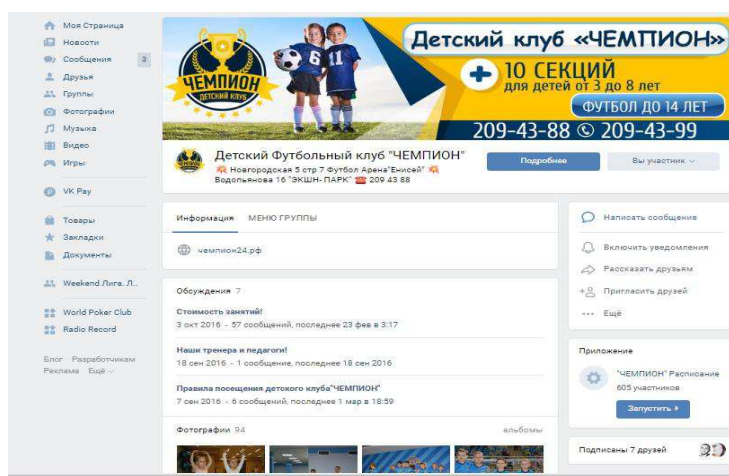 Моя Страница
Новости
Сообщения 3
Друзья
Группы
Фотографии
Музыка
Видео
Игры
VK Pay
Товары
Закладки
Документы
Weekend Лига. Л..
World Poker Club
Radio Record
Блог Разработчикам
Реклама Ещё
ЧЕМПИОН
ДЕТСКИЙ КЛУБ
Детский клуб «ЧЕМПИОН»
+ 10 СЕКЦИЙ
для детей от 3 до 8 лет
ФУТБОЛ ДО 14 ЛЕТ
209-43-88 209-43-99
Детский Футбольный клуб "ЧЕМПИОН"
Новгородская 5 стр 7 Футбол Арена"Енисей"
Водопьянова 16 "ЭКШН- ПАРК" 209 43 88
Подробнее
Вы участник
Информация МЕНЮ ГРУППЫ
чемпион24.рф
Обсуждения 7
Стоимость занятий!
3 окт 2016 - 57 сообщений, последнее 23 фев в 3:17
Наши тренера и педагоги!
18 сен 2016 - 1 сообщение, последнее 18 сен 2016
Правила посещения детского клуба"ЧЕМПИОН"
7 сен 2016 - 6 сообщений, последнее 1 мар в 18:59
Фотографии 94 альбомы
Написать сообщение
Включить уведомления
Рассказать друзьям
Пригласить друзей
Ещё
Приложение
"ЧЕМПИОН" Расписание
605 участников
Запустить
Подписаны 7 друзей